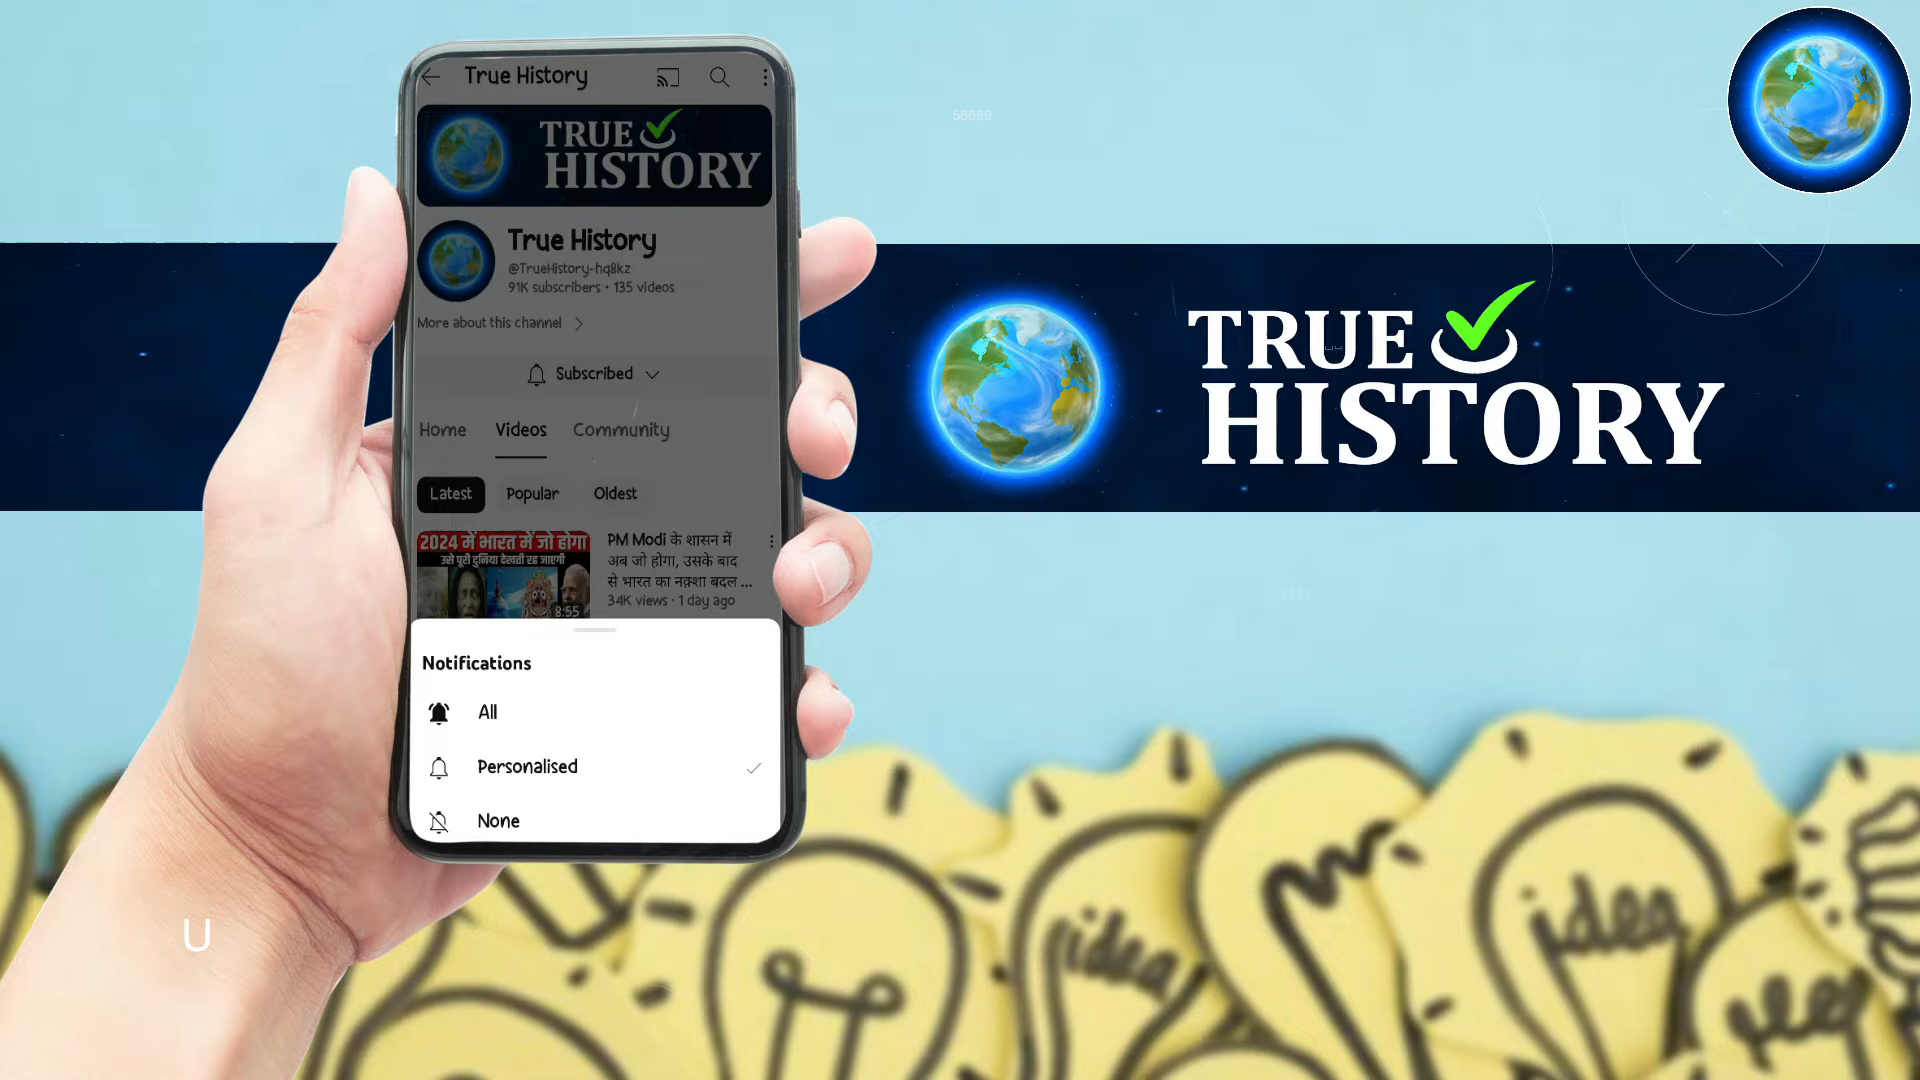 True History
TRUE
HISTORY
True History
@TrueHistory-hq8kz
91K subscribers • 135 videos
More about this channel
Subscribed
Home Videos Community
Latest Popular Oldest
2024 में भारत में जो होगा
उसे पूरी दुनिया देखती रह जाएगी
8:55
PM Modi के शासन में
अब जो होगा, उसके बाद
से भारत का नक़्शा बदल ...
34K views • 1 day ago
Notifications
All
Personalised
None
TRUE
HISTORY
U
idea
idea